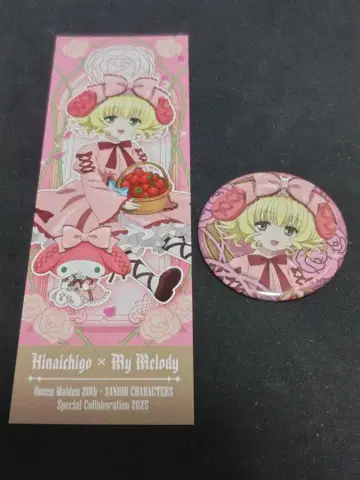 Hinaichigo × My Melody
Rozen Maiden 20th × SANRIO CHARACTERS
Special Collaboration 2023